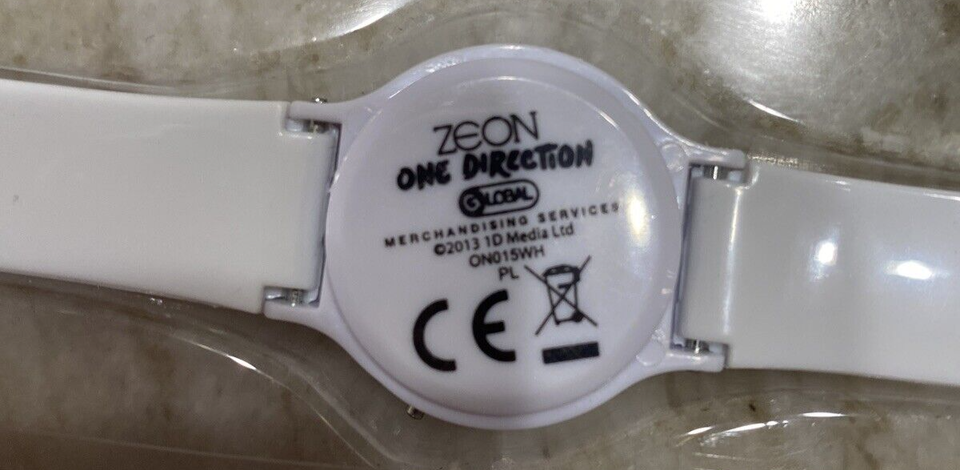 ZEON
ONE DIRECTION
GLOBAL
MERCHANDISING SERVICES
©2013 1D Media Ltd
ON015WH
PL
CE